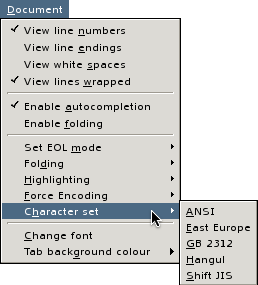 Document
View line numbers
View line endings
View white spaces
View lines wrapped
Enable autocompletion
Enable folding
Set EOL mode
Folding
Highlighting
Force Encoding
Character set
Change font
Tab background colour
ANSI
East Europe
GB 2312
Hangul
Shift JIS